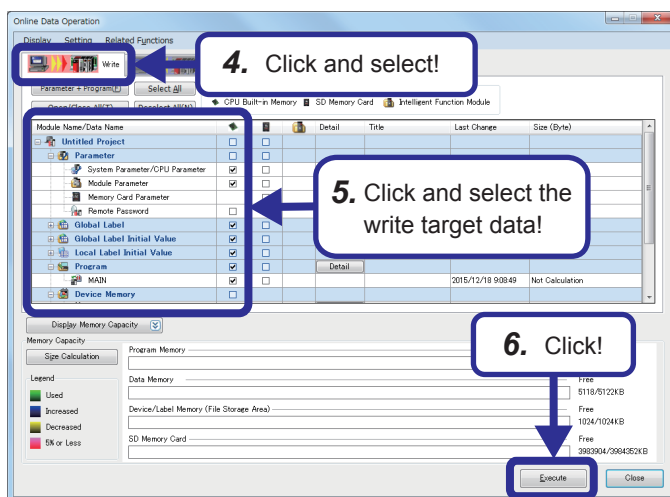 Online Data Operation
Display Setting Related Functions
Write
4. Click and select!
Parameter + Program(F) Select All
Open/Close All(T) Deselect All(N)
CPU Built-in Memory SD Memory Card Intelligent Function Module
Module Name/Data Name Detail Title Last Change Size (Byte)
Untitled Project
Parameter
System Parameter/CPU Parameter
Module Parameter
Memory Card Parameter
Remote Password
5. Click and select the
write target data!
Global Label
Global Label Initial Value
Local Label Initial Value
Program Detail
MAIN 2015/12/18 9:08:49 Not Calculation
Device Memory
Display Memory Capacity
Memory Capacity
Size Calculation
Program Memory
6. Click!
Legend
Used
Increased
Decreased
5% or Less
Data Memory Free
5118/5122KB
Device/Label Memory (File Storage Area) Free
1024/1024KB
SD Memory Card Free
3983904/3984352KB
Execute Close